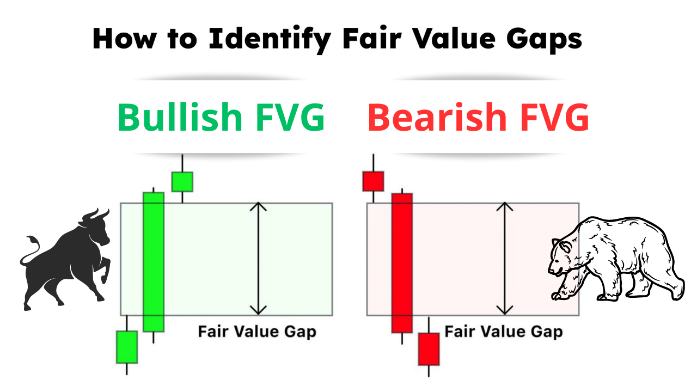 How to Identify Fair Value Gaps
Bullish FVG
Bearish FVG
Fair Value Gap
Fair Value Gap